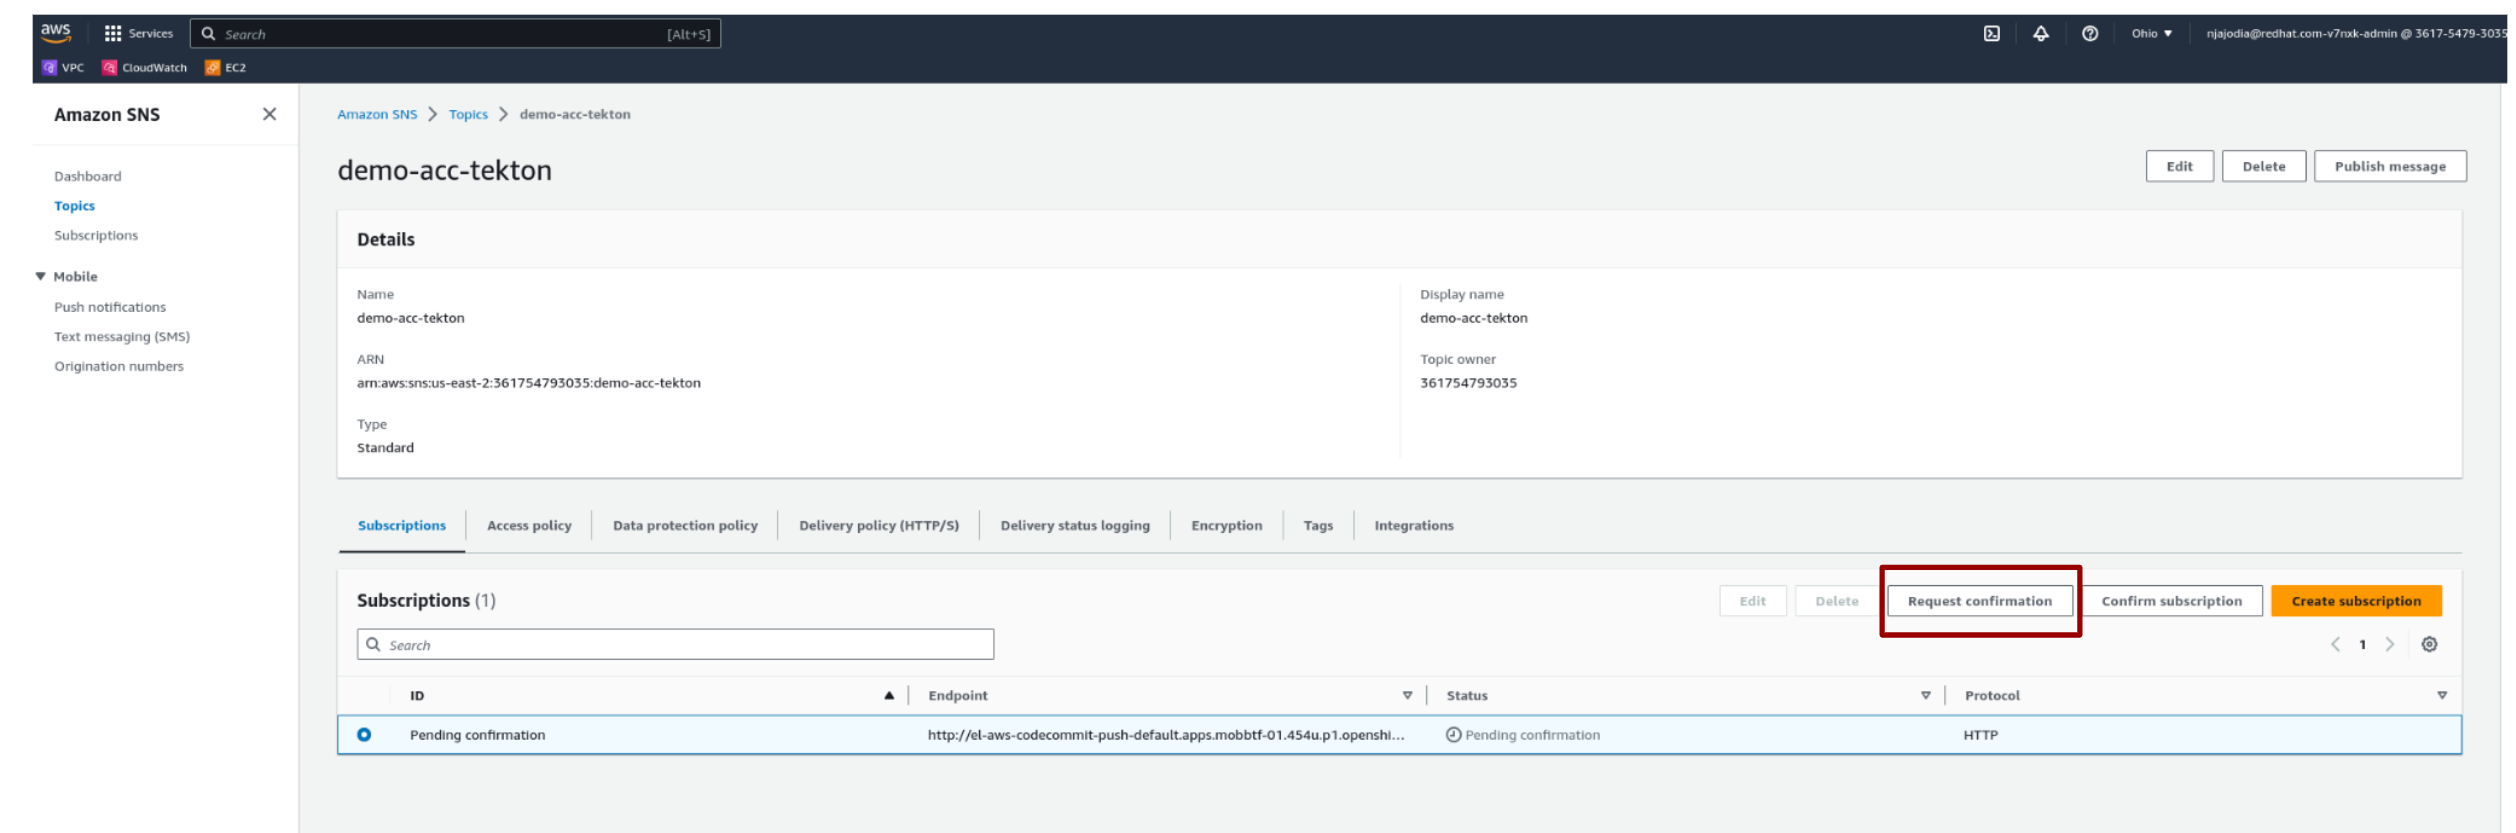 aws Services Search [Alt+S] Ohio ▼ njajodia@redhat.com-v7nxk-admin @ 3617-5479-3035
VPC CloudWatch EC2
Amazon SNS
Dashboard
Topics
Subscriptions
▼ Mobile
Push notifications
Text messaging (SMS)
Origination numbers
Amazon SNS > Topics > demo-acc-tekton
demo-acc-tekton Edit Delete Publish message
Details
Name
demo-acc-tekton
ARN
arn:aws:sns:us-east-2:361754793035:demo-acc-tekton
Type
Standard
Display name
demo-acc-tekton
Topic owner
361754793035
Subscriptions Access policy Data protection policy Delivery policy (HTTP/S) Delivery status logging Encryption Tags Integrations
Subscriptions (1) Edit Delete Request confirmation Confirm subscription Create subscription
Search < 1 >
ID Endpoint Status Protocol
Pending confirmation http://el-aws-codecommit-push-default.apps.mobbtf-01.454u.p1.openshi... Pending confirmation HTTP